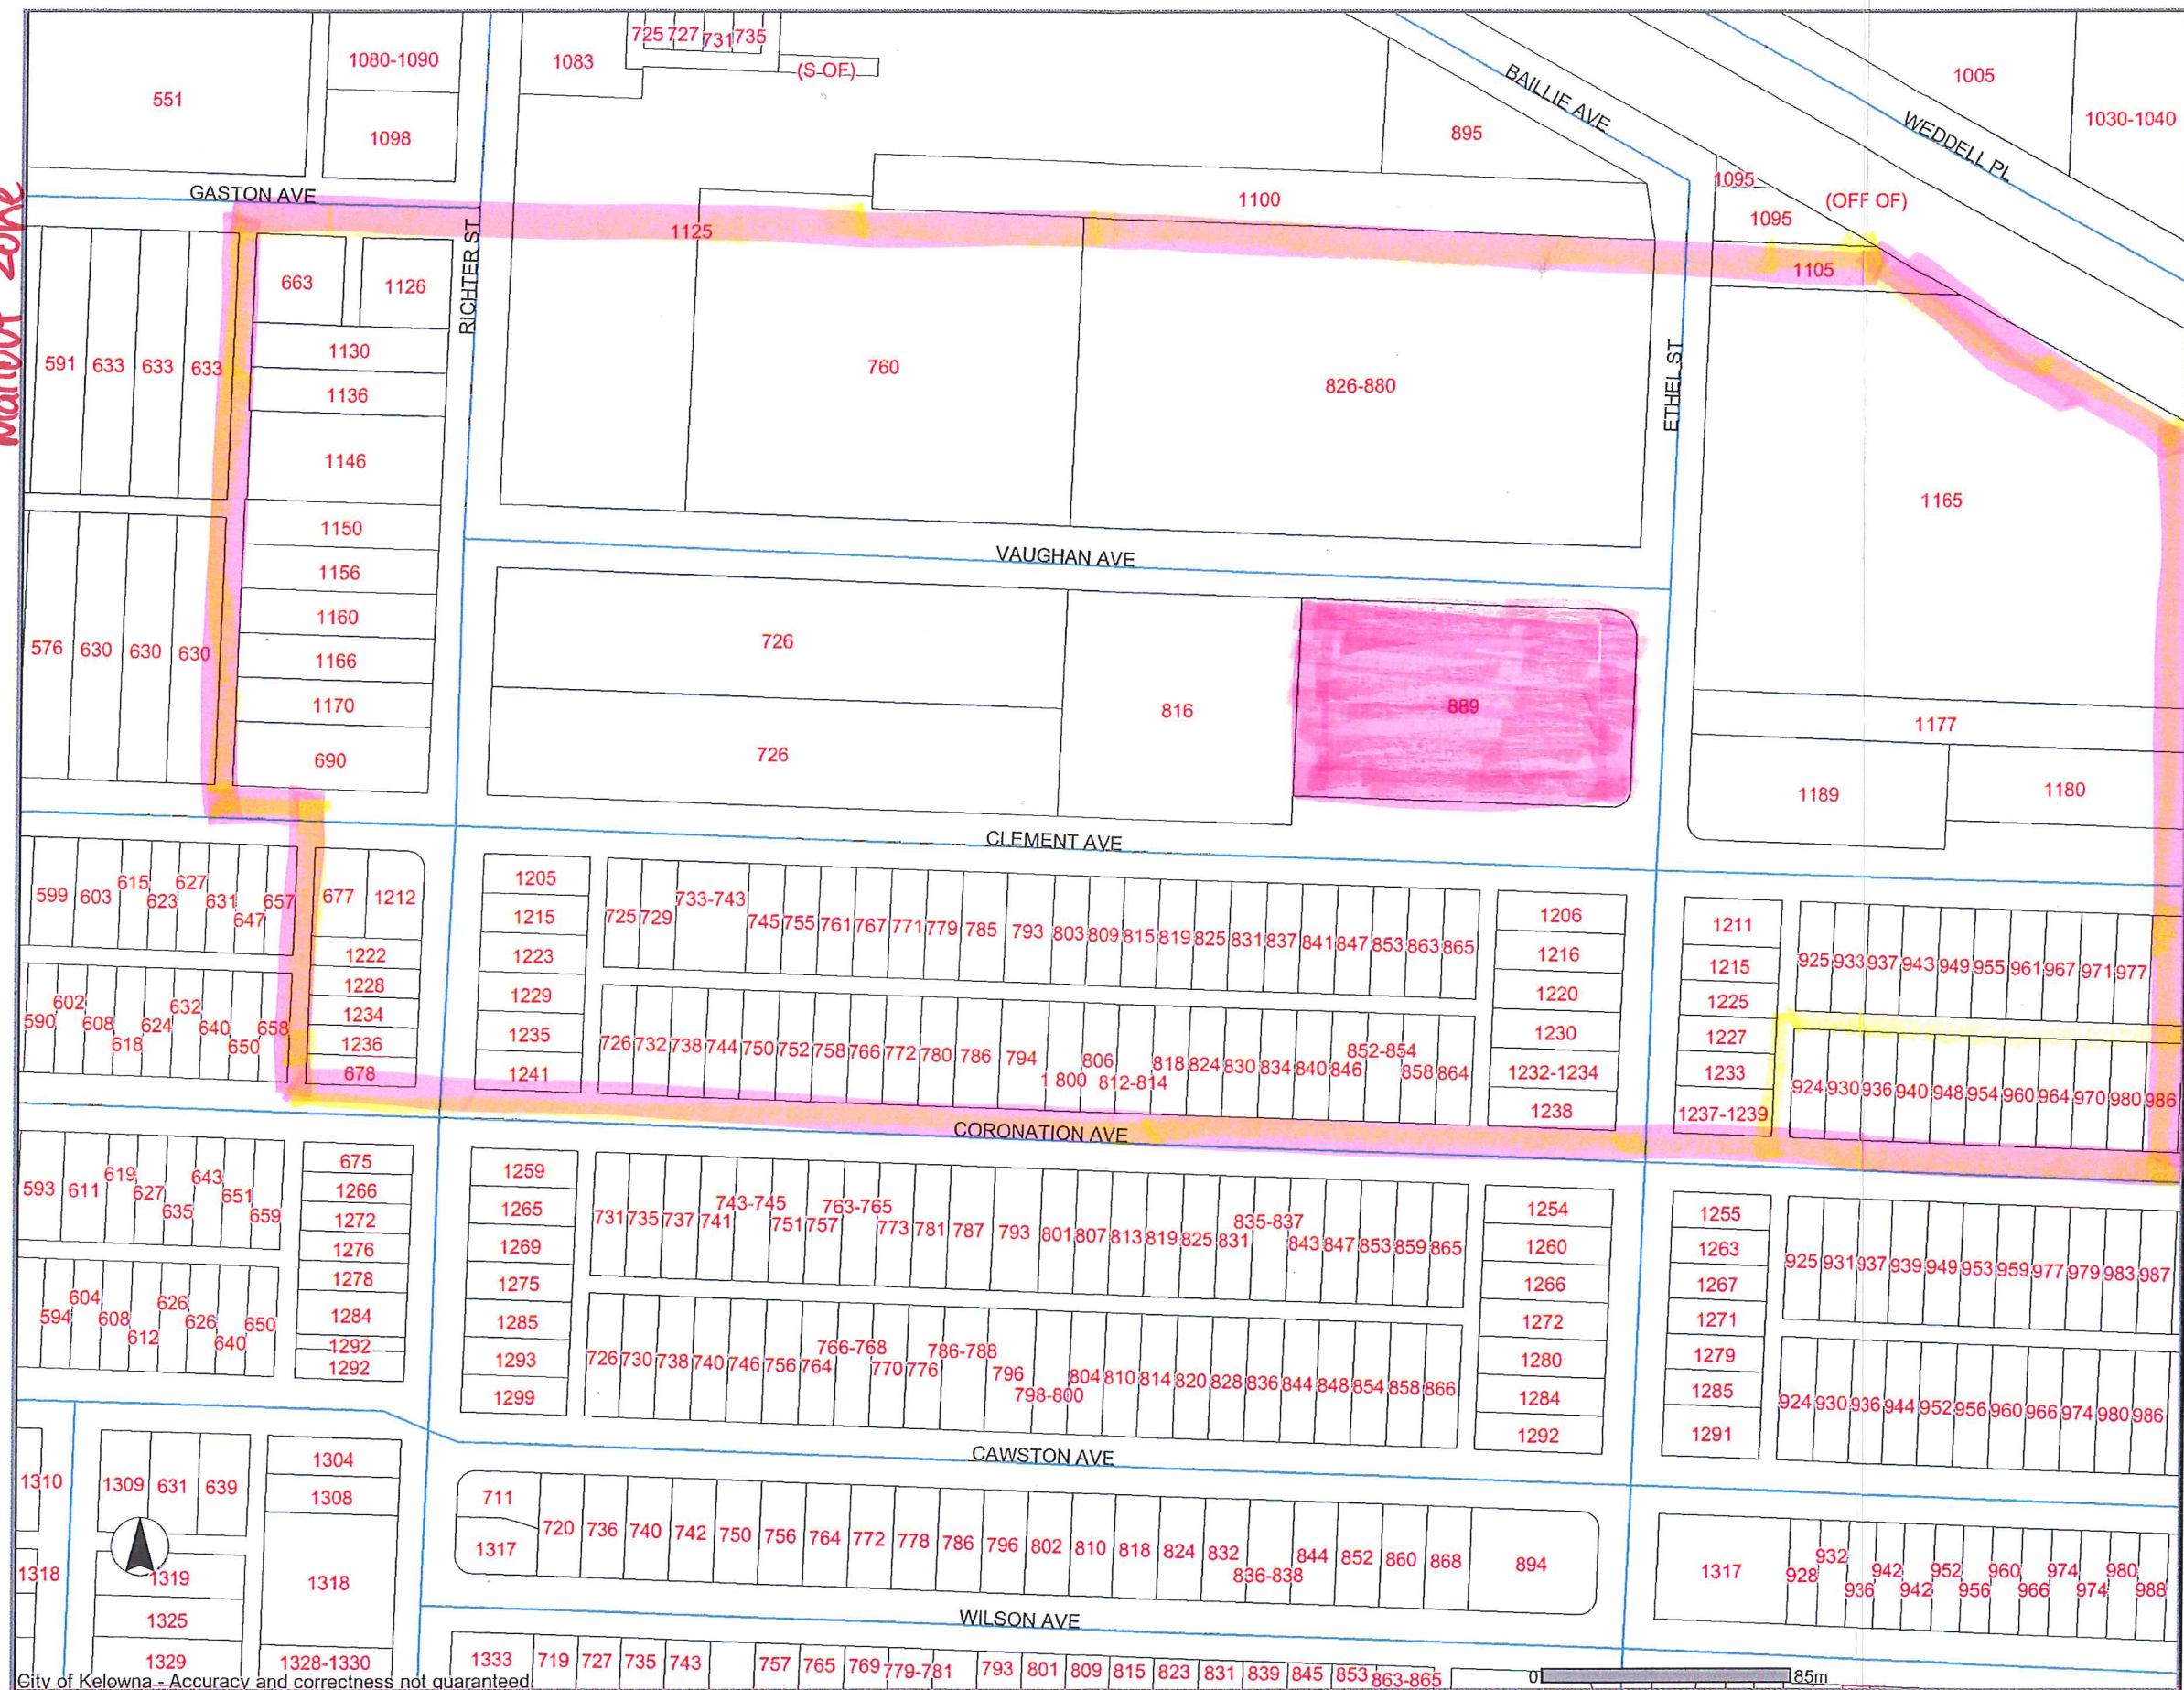 725 727 731 735
1080-1090
1083
(S-OF)
551
1098
895
BAILLIE AVE
WEDDELL PL
1005
1030-1040
Mailout Zone
GASTON AVE
1100
1095
(OFF OF)
1095
1125
1105
RICHTER ST
ETHEL ST
663
1126
591 633 633 633
1130
1136
1146
1150
1156
1160
1166
1170
690
760
826-880
1165
VAUGHAN AVE
576 630 630 630
726
726
816
889
1177
1189
1180
CLEMENT AVE
599 603 615 623 627 631 647 657
677 1212
1222
1228
1234
1236
678
590 602 608 618 624 632 640 650 658
1205
1215
1223
1229
1235
1241
725 729 733-743 745 755 761 767 771 779 785 793 803 809 815 819 825 831 837 841 847 853 863 865
726 732 738 744 750 752 758 766 772 780 786 794 1 800 806 812-814 818 824 830 834 840 846 852-854 858 864
1206
1216
1220
1230
1232-1234
1238
1211
1215
1225
1227
1233
1237-1239
925 933 937 943 949 955 961 967 971 977
924 930 936 940 948 954 960 964 970 980 986
CORONATION AVE
593 611 619 627 635 643 651 659
594 604 608 612 626 626 640 650
675
1266
1272
1276
1278
1284
1292
1292
1259
1265
1269
1275
1285
1293
1299
731 735 737 741 743-745 751 757 763-765 773 781 787 793 801 807 813 819 825 831 835-837 843 847 853 859 865
726 730 738 740 746 756 764 766-768 770 776 786-788 796 798-800 804 810 814 820 828 836 844 848 854 858 866
1254
1260
1266
1272
1280
1284
1292
1255
1263
1267
1271
1279
1285
1291
925 931 937 939 949 953 959 977 979 983 987
924 930 936 944 952 956 960 966 974 980 986
CAWSTON AVE
1310
1309 631 639
1304
1308
1318
1319
1325
1329
1318
1328-1330
711
1317
720 736 740 742 750 756 764 772 778 786 796 802 810 818 824 832 836-838 844 852 860 868 894
1317
928 932 936 942 942 952 956 960 966 974 974 980 988
WILSON AVE
1333 719 727 735 743 757 765 769 779-781 793 801 809 815 823 831 839 845 853 863-865
City of Kelowna - Accuracy and correctness not guaranteed!
0 85m